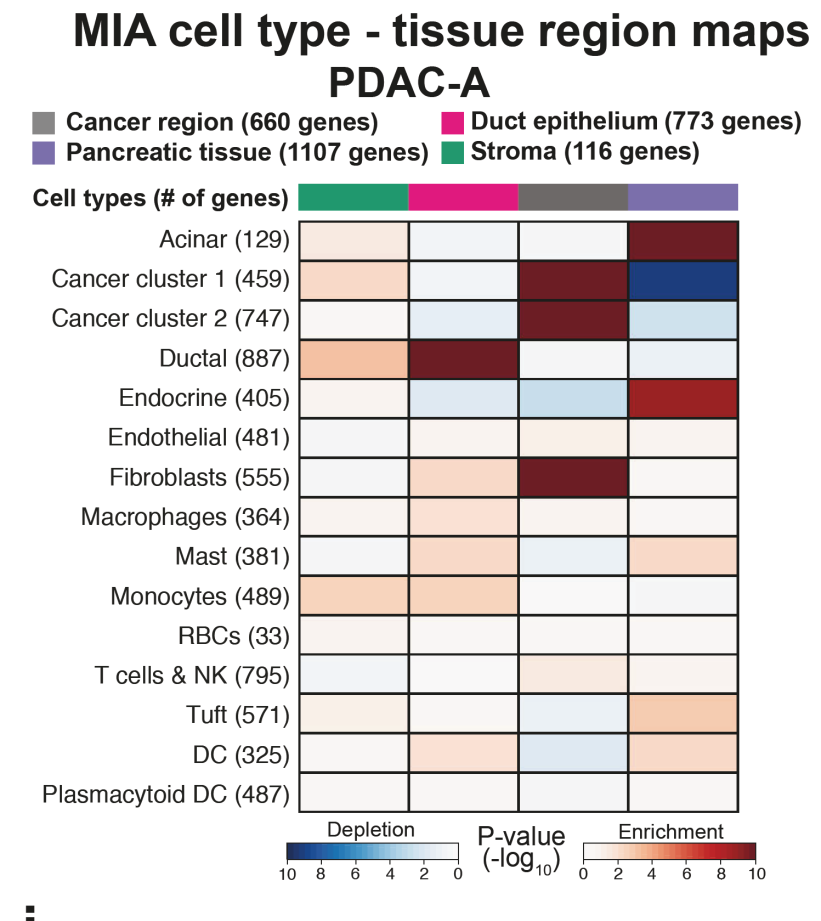 MIA cell type - tissue region maps
PDAC-A
Cancer region (660 genes)
Duct epithelium (773 genes)
Pancreatic tissue (1107 genes)
Stroma (116 genes)
Cell types (# of genes)
Acinar (129)
Cancer cluster 1 (459)
Cancer cluster 2 (747)
Ductal (887)
Endocrine (405)
Endothelial (481)
Fibroblasts (555)
Macrophages (364)
Mast (381)
Monocytes (489)
RBCs (33)
T cells & NK (795)
Tuft (571)
DC (325)
Plasmacytoid DC (487)
Depletion
P-value
(-log10)
Enrichment
10 8 6 4 2 0
0 2 4 6 8 10